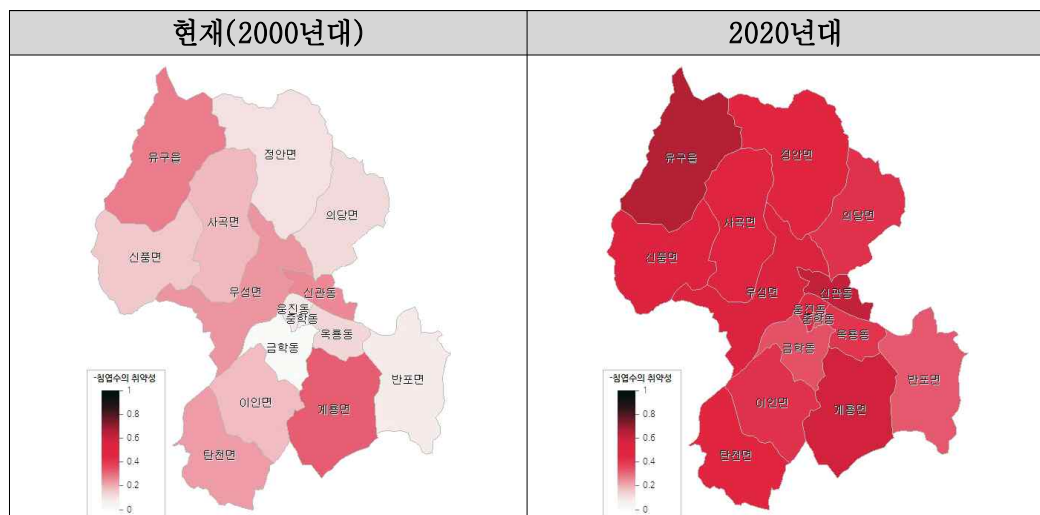 현재(2000년대)
2020년대
유구읍
정안면
사곡면
의당면
신풍면
우성면
신관동
웅진동
중학동
옥룡동
금학동
반포면
이인면
계룡면
탄천면
-침엽수의 취약성
1
0.8
0.6
0.4
0.2
0
유구읍
정안면
사곡면
의당면
신풍면
우성면
신관동
웅진동
중학동
옥룡동
금학동
반포면
이인면
계룡면
탄천면
-침엽수의 취약성
1
0.8
0.6
0.4
0.2
0